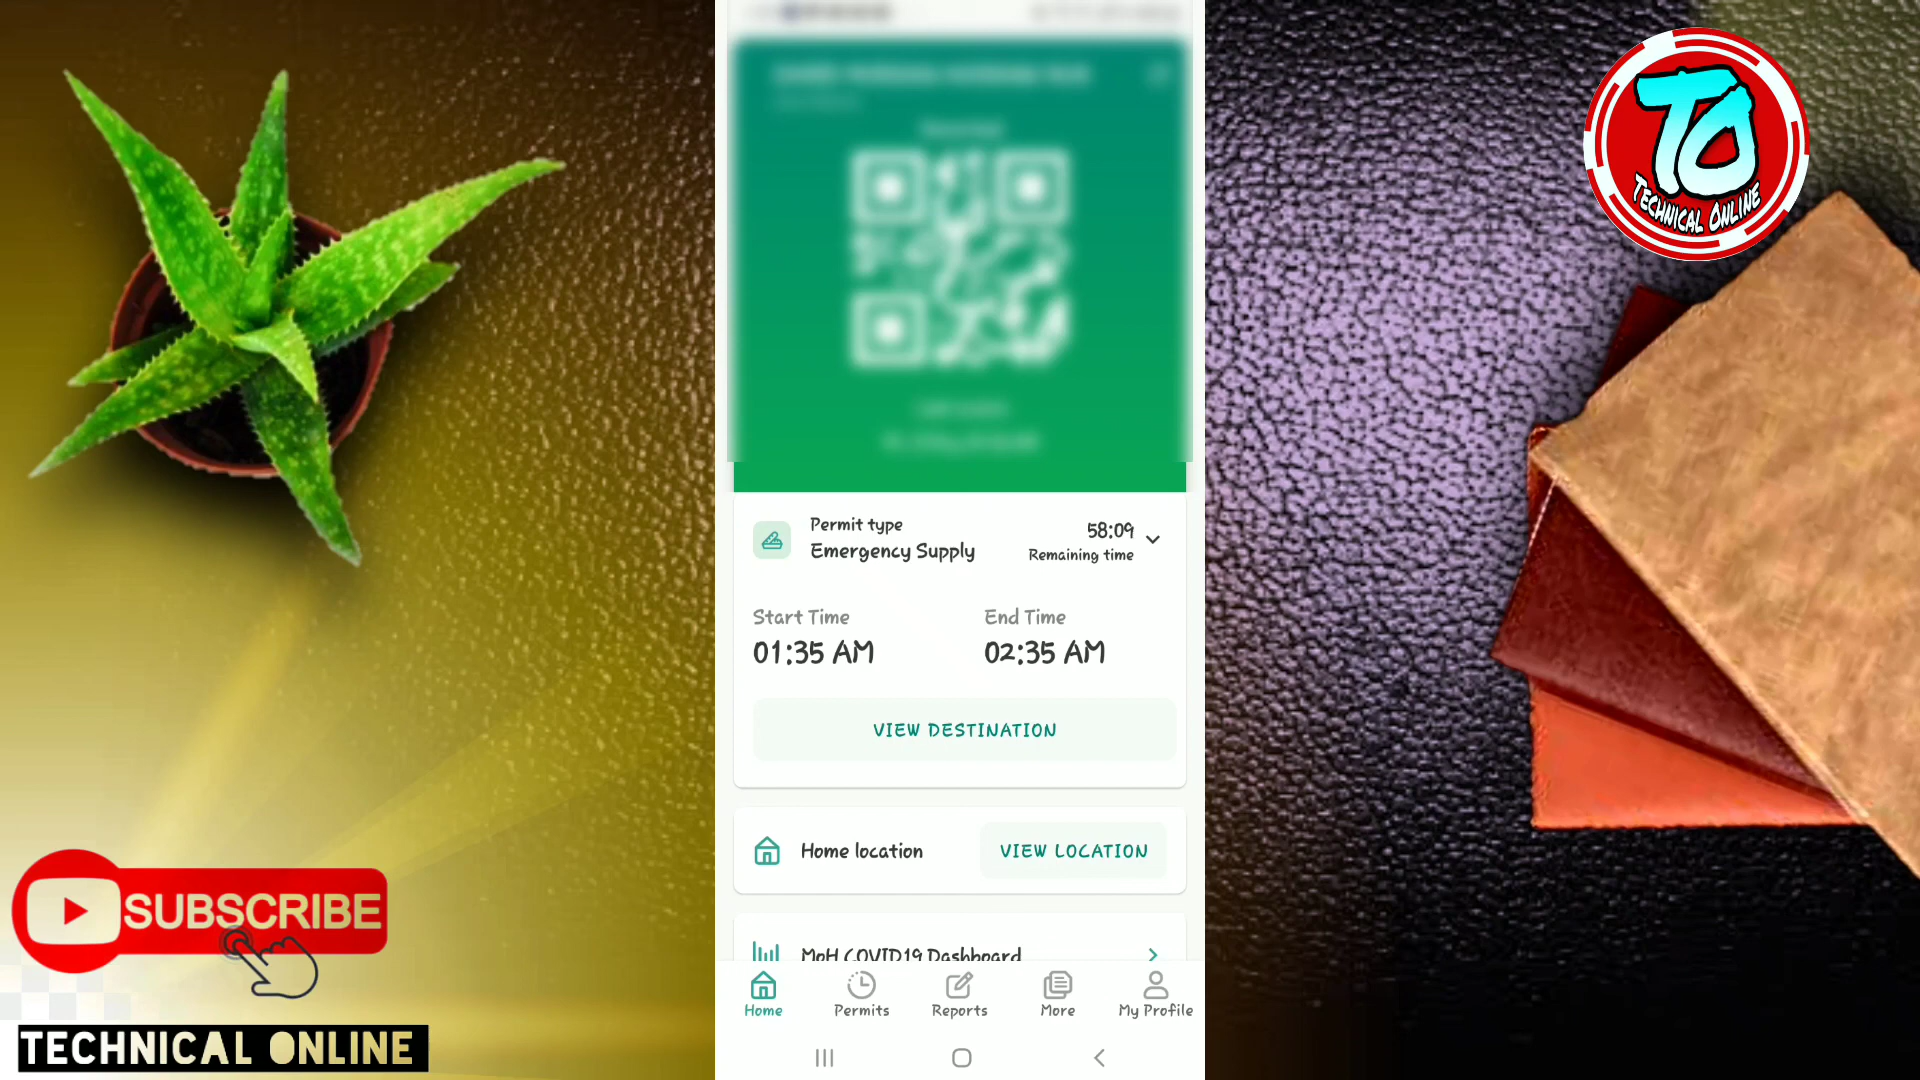 TO
TECHNICAL ONLINE
Permit type
Emergency Supply
58:09
Remaining time
Start Time
01:35 AM
End Time
02:35 AM
VIEW DESTINATION
Home location
VIEW LOCATION
MoH COVID19 Dashboard
Home
Permits
Reports
More
My Profile
SUBSCRIBE
TECHNICAL ONLINE